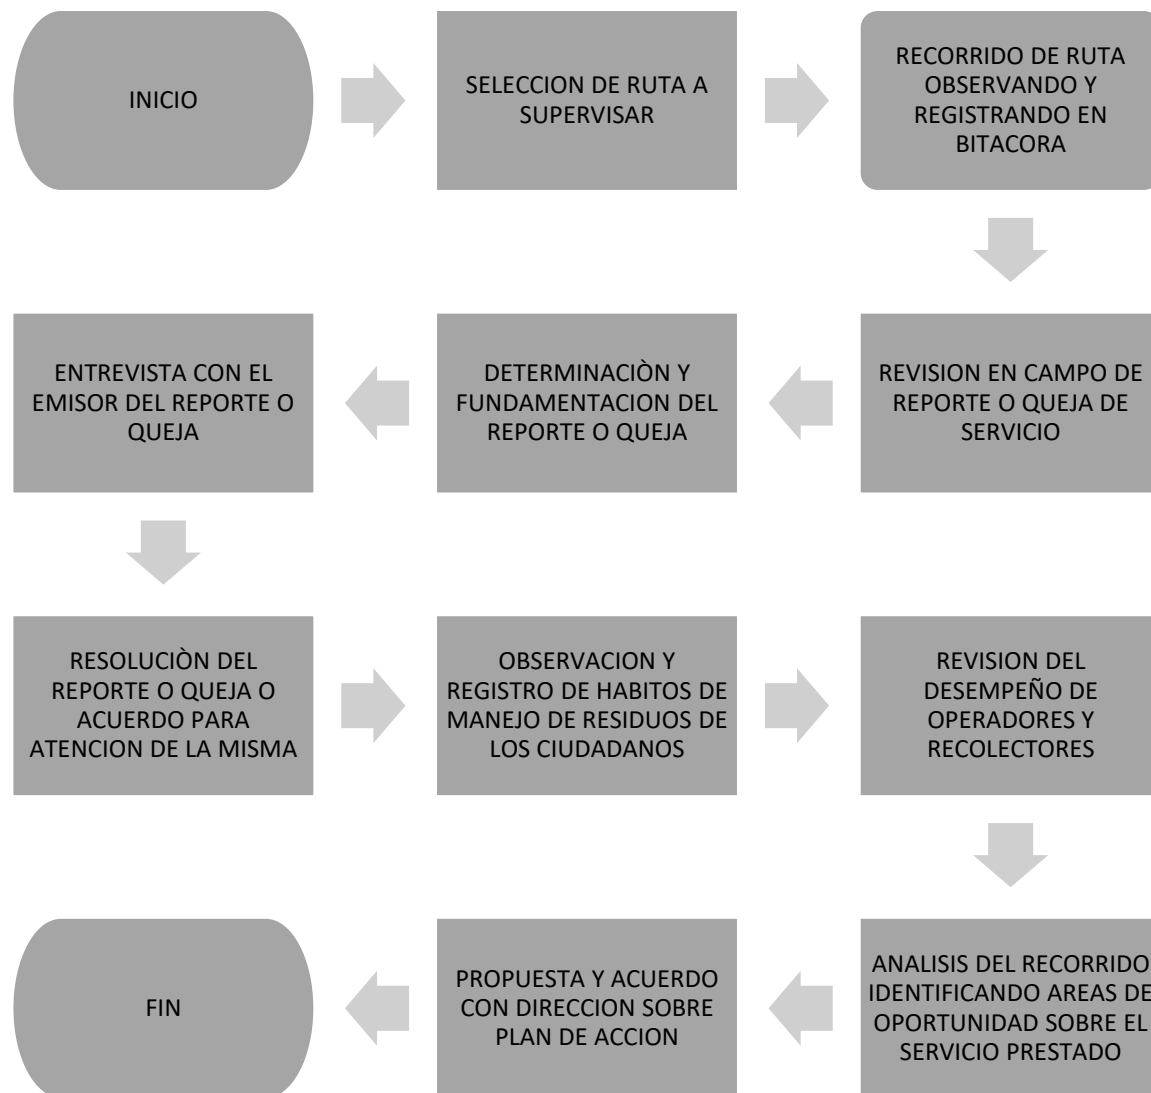 INICIO
SELECCION DE RUTA A
SUPERVISAR
RECORRIDO DE RUTA
OBSERVANDO Y
REGISTRANDO EN
BITACORA
REVISION EN CAMPO DE
REPORTE O QUEJA DE
SERVICIO
DETERMINACIÒN Y
FUNDAMENTACION DEL
REPORTE O QUEJA
ENTREVISTA CON EL
EMISOR DEL REPORTE O
QUEJA
RESOLUCIÒN DEL
REPORTE O QUEJA O
ACUERDO PARA
ATENCION DE LA MISMA
OBSERVACION Y
REGISTRO DE HABITOS DE
MANEJO DE RESIDUOS DE
LOS CIUDADANOS
REVISION DEL
DESEMPEÑO DE
OPERADORES Y
RECOLECTORES
ANALISIS DEL RECORRIDO
IDENTIFICANDO AREAS DE
OPORTUNIDAD SOBRE EL
SERVICIO PRESTADO
PROPUESTA Y ACUERDO
CON DIRECCION SOBRE
PLAN DE ACCION
FIN